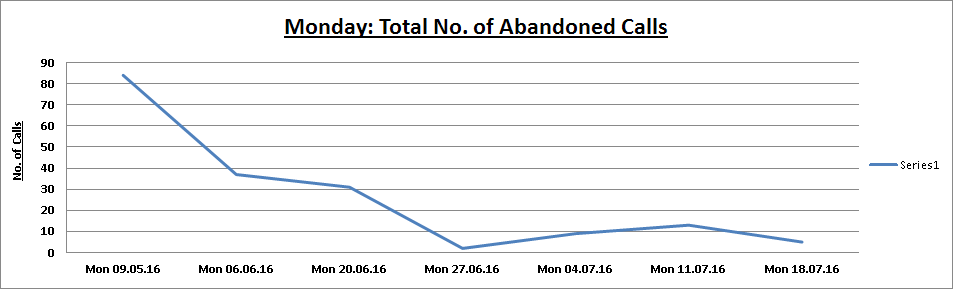 Monday: Total No. of Abandoned Calls
90
80
70
60
50
40
30
20
10
0
No. of Calls
Mon 09.05.16 Mon 06.06.16 Mon 20.06.16 Mon 27.06.16 Mon 04.07.16 Mon 11.07.16 Mon 18.07.16
Series1